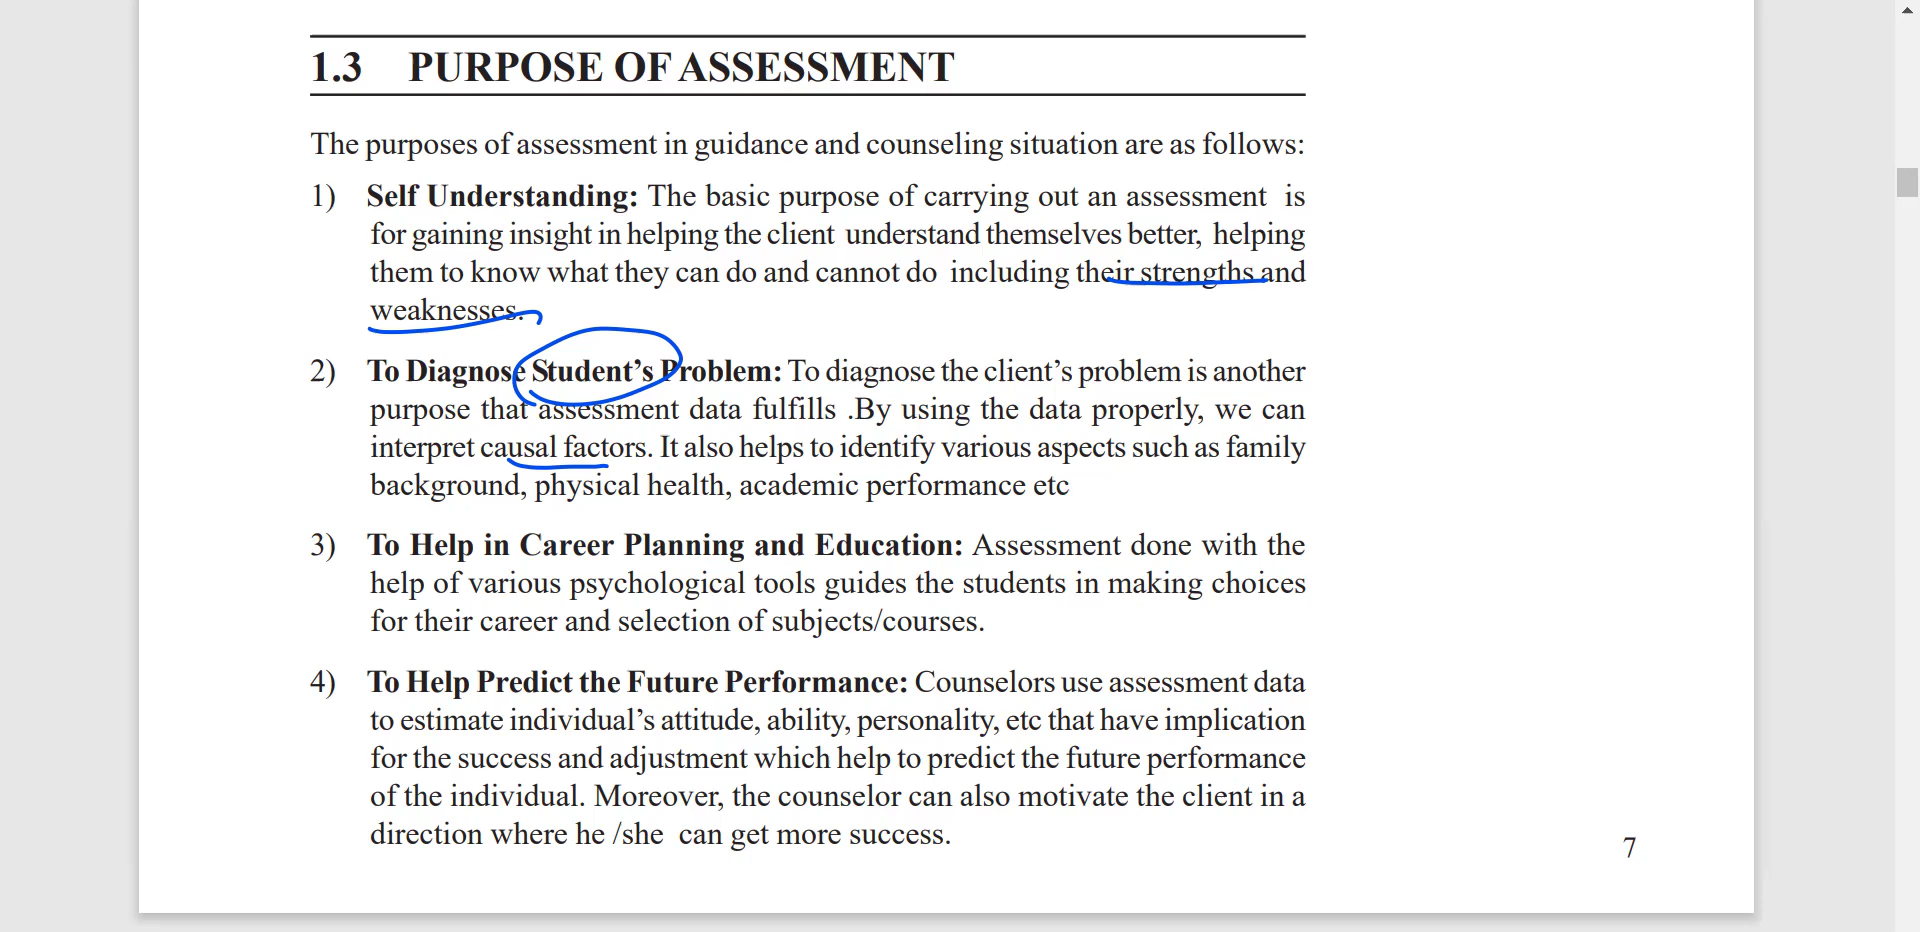 1.3 PURPOSE OF ASSESSMENT
The purposes of assessment in guidance and counseling situation are as follows:
1) Self Understanding: The basic purpose of carrying out an assessment is
for gaining insight in helping the client understand themselves better, helping
them to know what they can do and cannot do including their strengths and
weaknesses.
2) To Diagnose Student’s Problem: To diagnose the client’s problem is another
purpose that assessment data fulfills .By using the data properly, we can
interpret causal factors. It also helps to identify various aspects such as family
background, physical health, academic performance etc
3) To Help in Career Planning and Education: Assessment done with the
help of various psychological tools guides the students in making choices
for their career and selection of subjects/courses.
4) To Help Predict the Future Performance: Counselors use assessment data
to estimate individual’s attitude, ability, personality, etc that have implication
for the success and adjustment which help to predict the future performance
of the individual. Moreover, the counselor can also motivate the client in a
direction where he /she can get more success.
7